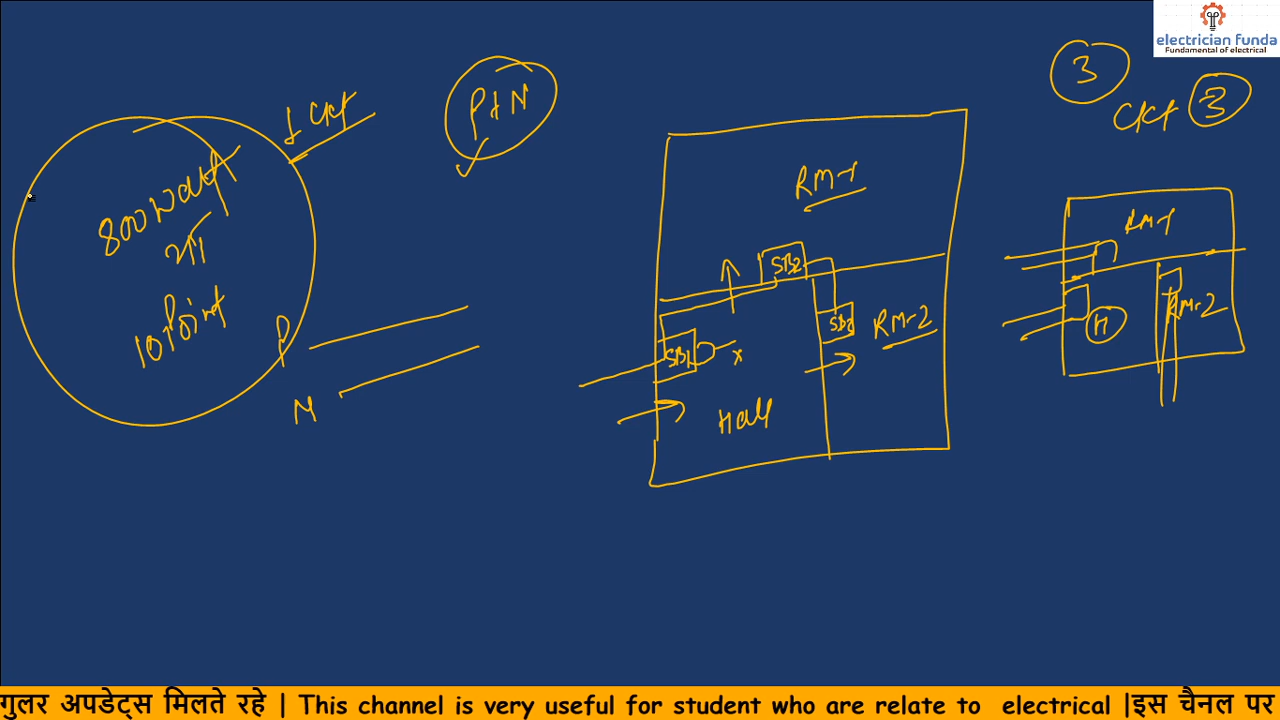 electrician funda
Fundamental of electrical
3
Ckt 3
1 Ckt
P+N
800 watt
या
10 Point
P
N
RM-1
SB2
SB1
x
SB3
RM-2
Hall
RM-1
H
RM-2
गुलर अपडेट्स मिलते रहे | This channel is very useful for student who are relate to electrical |इस चैनल पर